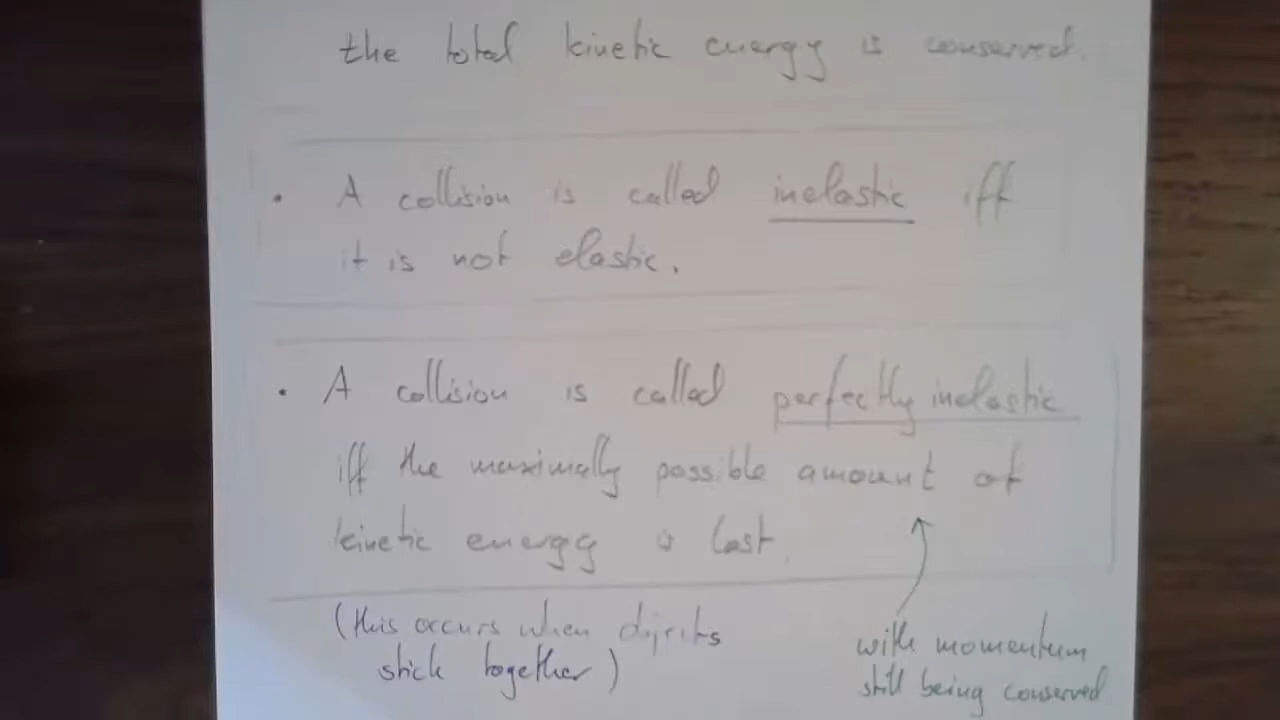 the total kinetic energy is conserved.
• A collision is called inelastic iff
it is not elastic.
• A collision is called perfectly inelastic
iff the maximally possible amount of
kinetic energy is lost.
(this occurs when
stick together)
with momentum
still being conserved